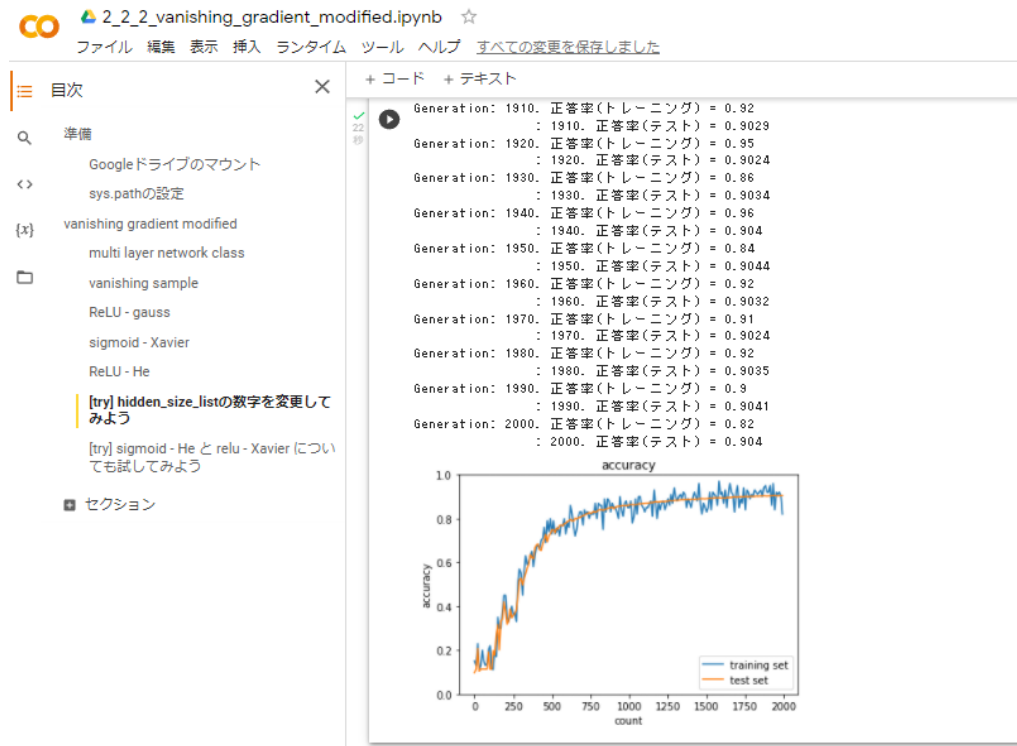 2_2_2_vanishing_gradient_modified.ipynb
ファイル 編集 表示 挿入 ランタイム ツール ヘルプ すべての変更を保存しました
目次
準備
Googleドライブのマウント
sys.pathの設定
vanishing gradient modified
multi layer network class
vanishing sample
ReLU - gauss
sigmoid - Xavier
ReLU - He
[try] hidden_size_listの数字を変更して
みよう
[try] sigmoid - He と relu - Xavier につい
ても試してみよう
セクション
{x}
+ コード + テキスト
22
秒
Generation: 1910. 正答率(トレーニング) = 0.92
: 1910. 正答率(テスト) = 0.9029
Generation: 1920. 正答率(トレーニング) = 0.95
: 1920. 正答率(テスト) = 0.9024
Generation: 1930. 正答率(トレーニング) = 0.86
: 1930. 正答率(テスト) = 0.9034
Generation: 1940. 正答率(トレーニング) = 0.96
: 1940. 正答率(テスト) = 0.904
Generation: 1950. 正答率(トレーニング) = 0.84
: 1950. 正答率(テスト) = 0.9044
Generation: 1960. 正答率(トレーニング) = 0.92
: 1960. 正答率(テスト) = 0.9032
Generation: 1970. 正答率(トレーニング) = 0.91
: 1970. 正答率(テスト) = 0.9024
Generation: 1980. 正答率(トレーニング) = 0.92
: 1980. 正答率(テスト) = 0.9035
Generation: 1990. 正答率(トレーニング) = 0.9
: 1990. 正答率(テスト) = 0.9041
Generation: 2000. 正答率(トレーニング) = 0.82
: 2000. 正答率(テスト) = 0.904
accuracy
1.0
0.8
0.6
0.4
0.2
0.0
accuracy
training set
test set
0 250 500 750 1000 1250 1500 1750 2000
count